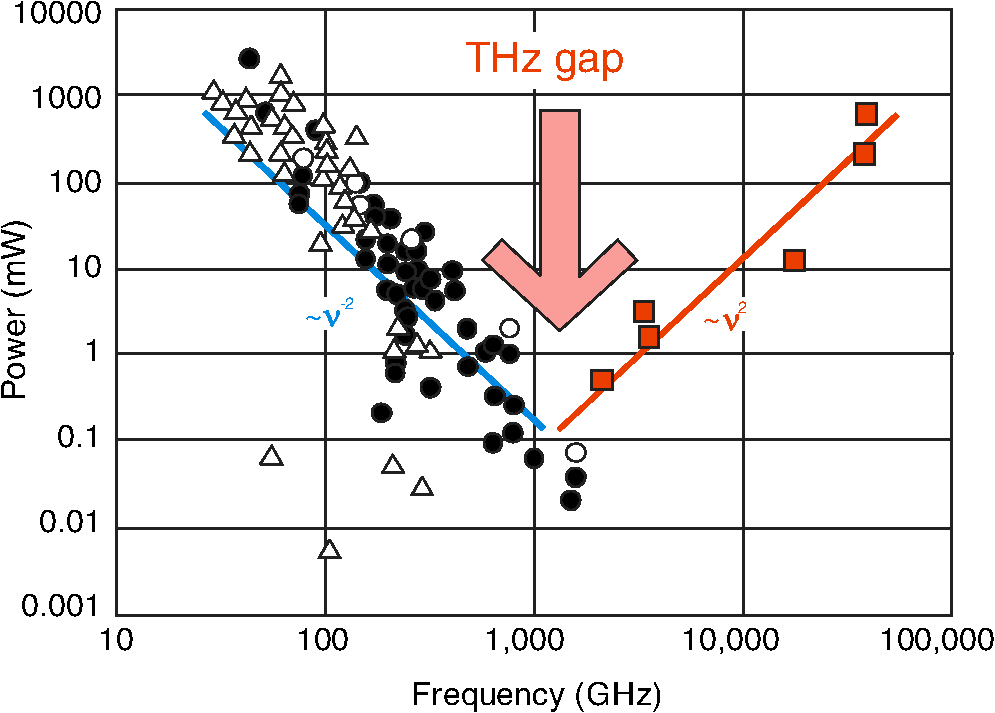 10000
THz gap
1000
100
10
~ν⁻²
~ν²
1
0.1
0.01
0.001
10 100 1,000 10,000 100,000
Power (mW)
Frequency (GHz)